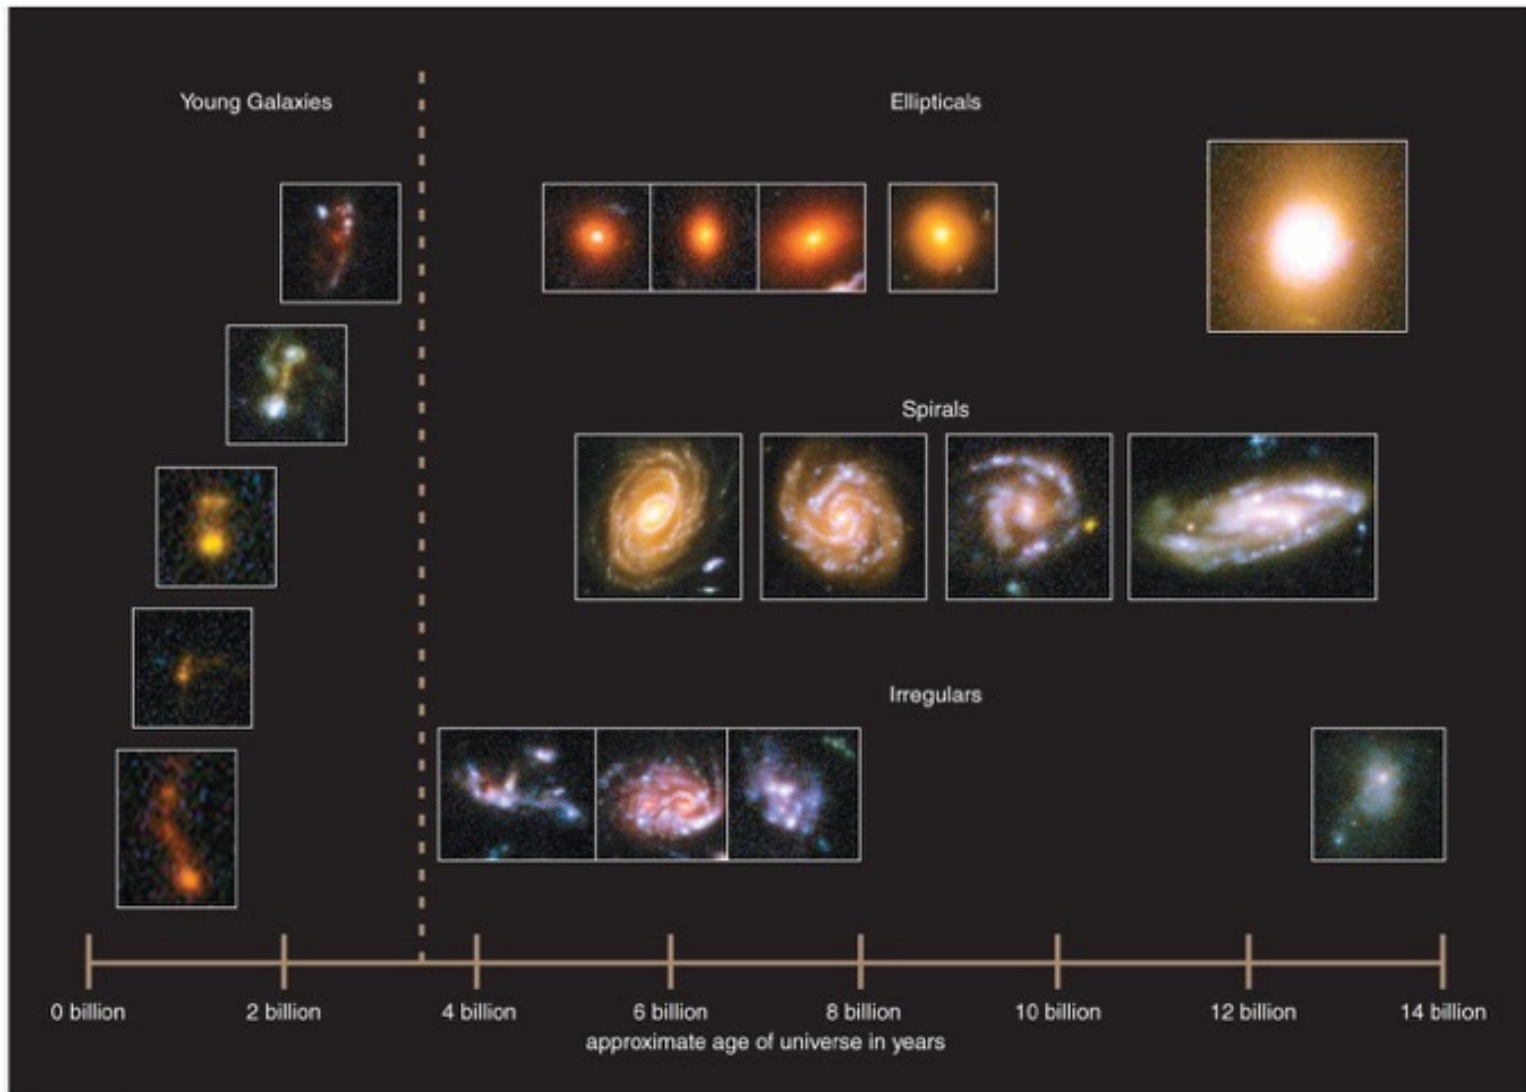 Young Galaxies
Ellipticals
Spirals
Irregulars
0 billion
2 billion
4 billion
6 billion
8 billion
10 billion
12 billion
14 billion
approximate age of universe in years